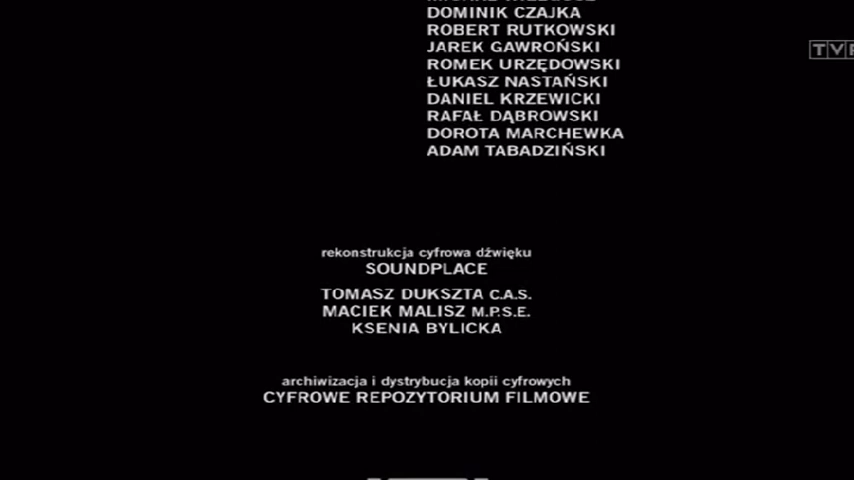 DOMINIK CZAJKA
ROBERT RUTKOWSKI
JAREK GAWROŃSKI
ROMEK URZĘDOWSKI
ŁUKASZ NASTAŃSKI
DANIEL KRZEWICKI
RAFAŁ DĄBROWSKI
DOROTA MARCHEWKA
ADAM TABADZIŃSKI
rekonstrukcja cyfrowa dźwięku
SOUNDPLACE
TOMASZ DUKSZTA C.A.S.
MACIEK MALISZ M.P.S.E.
KSENIA BYLICKA
archiwizacja i dystrybucja kopii cyfrowych
CYFROWE REPOZYTORIUM FILMOWE
TVP